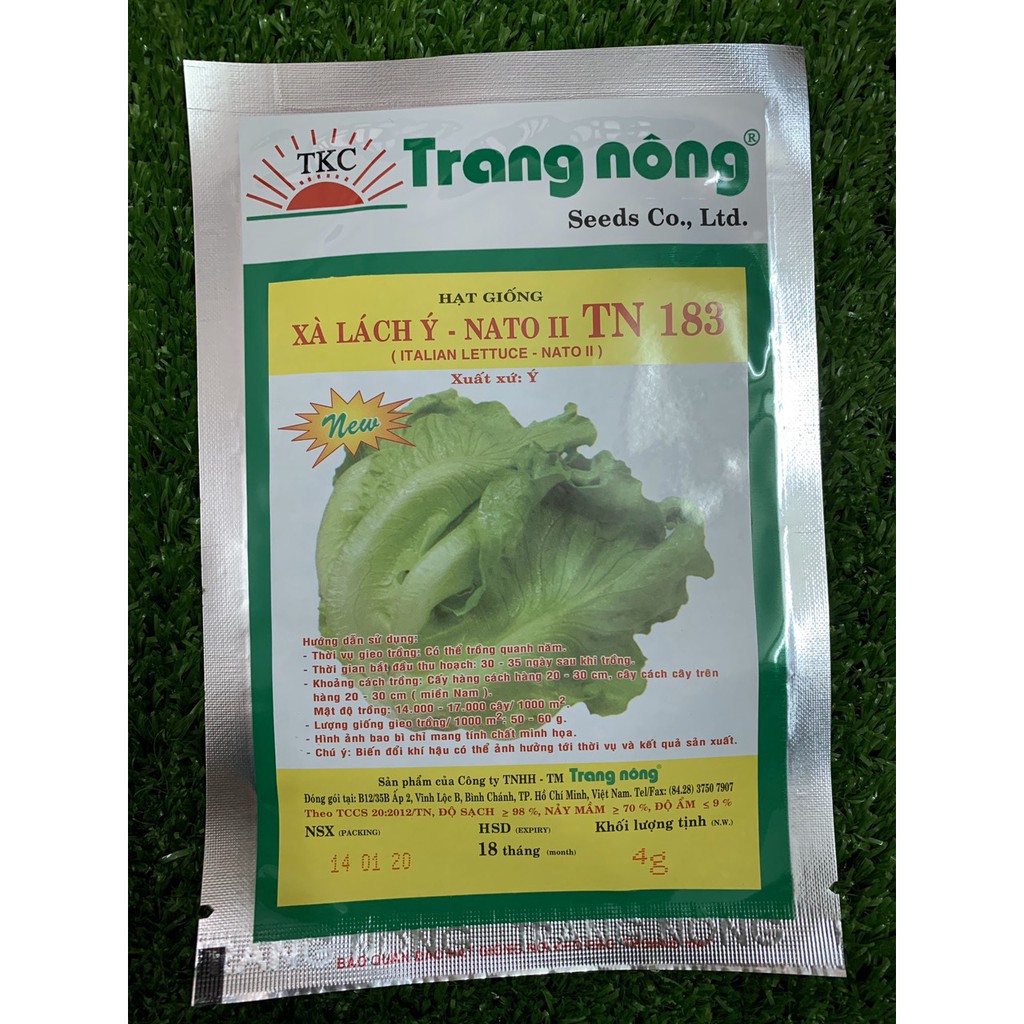 TKC
Trang nông®
Seeds Co., Ltd.
HẠT GIỐNG
XÀ LÁCH Ý - NATO II TN 183
( ITALIAN LETTUCE - NATO II )
Xuất xứ: Ý
New
Hướng dẫn sử dụng:
- Thời vụ gieo trồng: Có thể trồng quanh năm.
- Thời gian bắt đầu thu hoạch: 30 - 35 ngày sau khi trồng.
- Khoảng cách trồng: Cấy hàng cách hàng 20 - 30 cm, cây cách cây trên
hàng 20 - 30 cm ( miền Nam ).
Mật độ trồng: 14.000 - 17.000 cây/ 1000 m².
- Lượng giống gieo trồng/ 1000 m²: 50 - 60 g.
- Hình ảnh bao bì chỉ mang tính chất minh họa.
- Chú ý: Biến đổi khí hậu có thể ảnh hưởng tới thời vụ và kết quả sản xuất.
Sản phẩm của Công ty TNHH - TM Trang nông®
Đóng gói tại: B12/35B Ấp 2, Vĩnh Lộc B, Bình Chánh, TP. Hồ Chí Minh, Việt Nam. Tel/Fax: (84.28) 3750 7907
Theo TCCS 20:2012/TN, ĐỘ SẠCH ≥ 98 %, NẢY MẦM ≥ 70 %, ĐỘ ẨM ≤ 9 %
NSX (PACKING) HSD (EXPIRY) Khối lượng tịnh (N.W.)
14 01 20 18 tháng (month) 4g
TRANG NONG
BẢO QUẢN